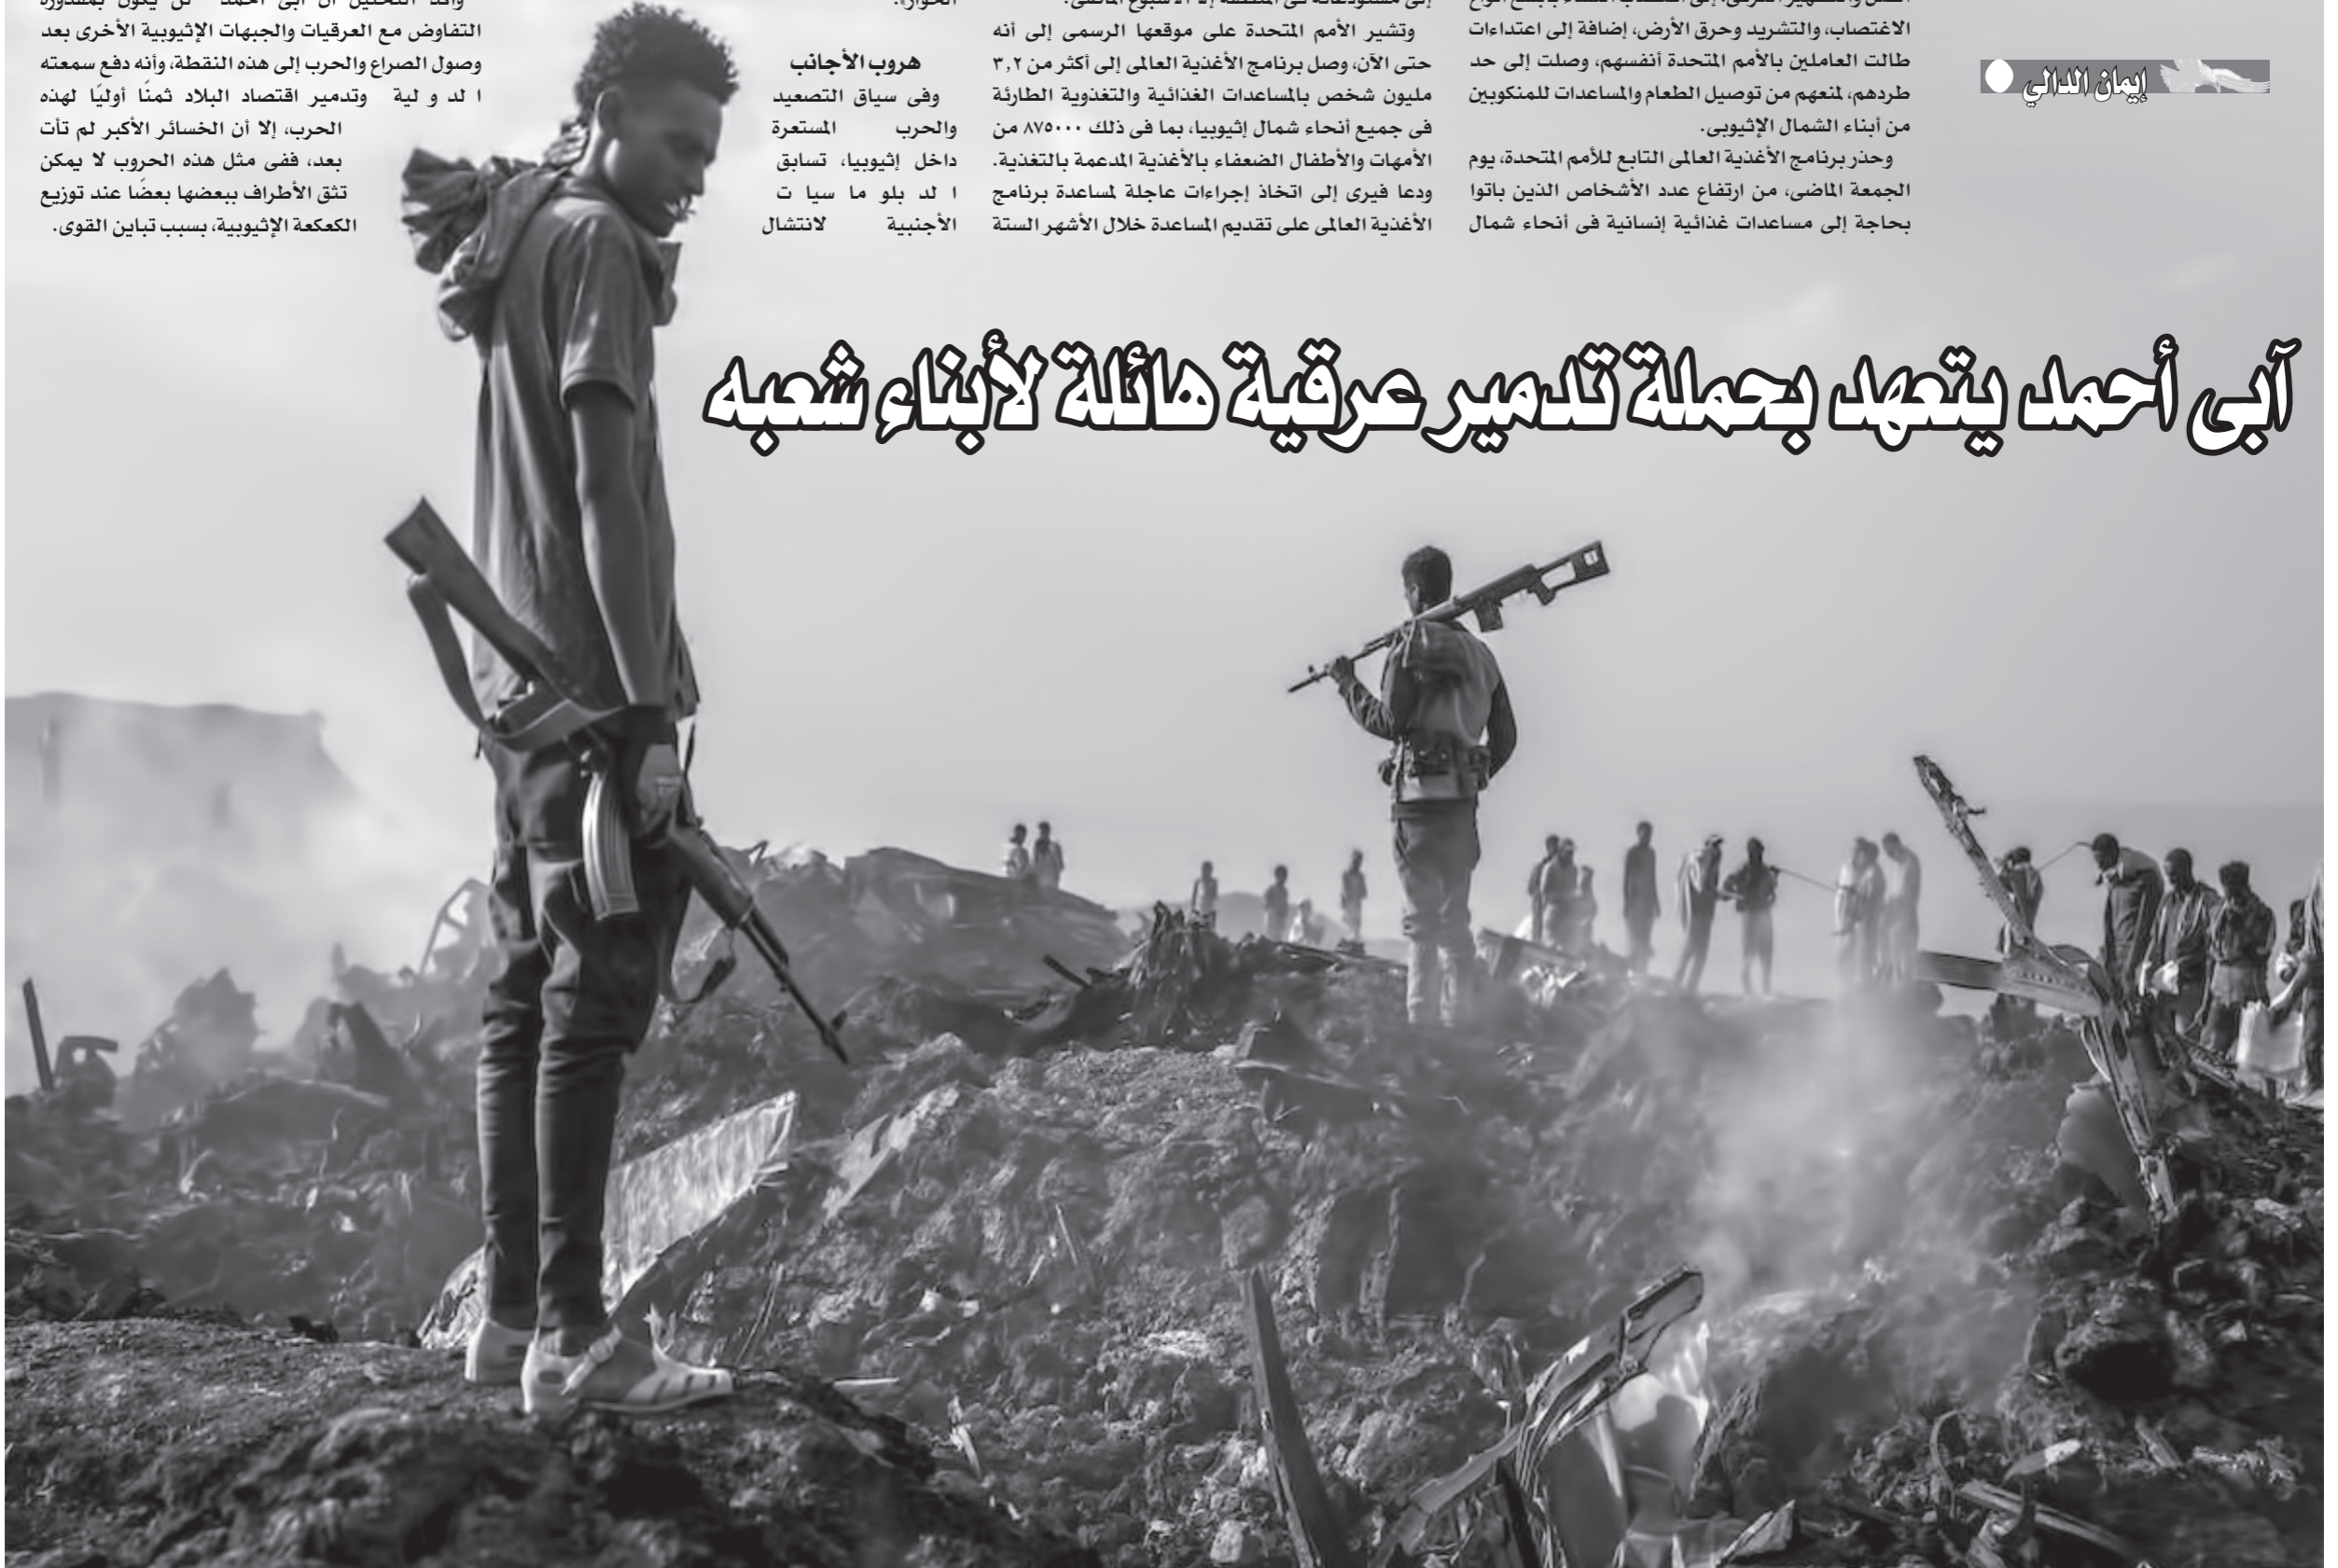 إيمان الدالي
الاغتصاب، والتشريد وحرق الأرض، إضافة إلى اعتداءات
طالت العاملين بالأمم المتحدة أنفسهم، وصلت إلى حد
طردهم، لمنعهم من توصيل الطعام والمساعدات للمنكوبين
من أبناء الشمال الإثيوبى.
وحذر برنامج الأغذية العالمى التابع للأمم المتحدة، يوم
الجمعة الماضى، من ارتفاع عدد الأشخاص الذين باتوا
بحاجة إلى مساعدات غذائية إنسانية فى أنحاء شمال
وتشير الأمم المتحدة على موقعها الرسمى إلى أنه
حتى الآن، وصل برنامج الأغذية العالمى إلى أكثر من ٣,٢
مليون شخص بالمساعدات الغذائية والتغذوية الطارئة
فى جميع أنحاء شمال إثيوبيا، بما فى ذلك ٨٧٥٠٠٠ من
الأمهات والأطفال الضعفاء بالأغذية المدعمة بالتغذية.
ودعا فيرى إلى اتخاذ إجراءات عاجلة لمساعدة برنامج
الأغذية العالمى على تقديم المساعدة خلال الأشهر الستة
هروب الأجانب
وفى سياق التصعيد
والحرب المستعرة
داخل إثيوبيا، تسابق
ا لد بلو ما سيا ت
الأجنبية لانتشال
التفاوض مع العرقيات والجبهات الإثيوبية الأخرى بعد
وصول الصراع والحرب إلى هذه النقطة، وأنه دفع سمعته
ا لد و لية وتدمير اقتصاد البلاد ثمنًا أوليًا لهذه
الحرب، إلا أن الخسائر الأكبر لم تأت
بعد، ففى مثل هذه الحروب لا يمكن
تثق الأطراف ببعضها بعضًا عند توزيع
الكعكعة الإثيوبية، بسبب تباين القوى.
آبى أحمد يتعهد بحملة تدمير عرقية هائلة لأبناء شعبه